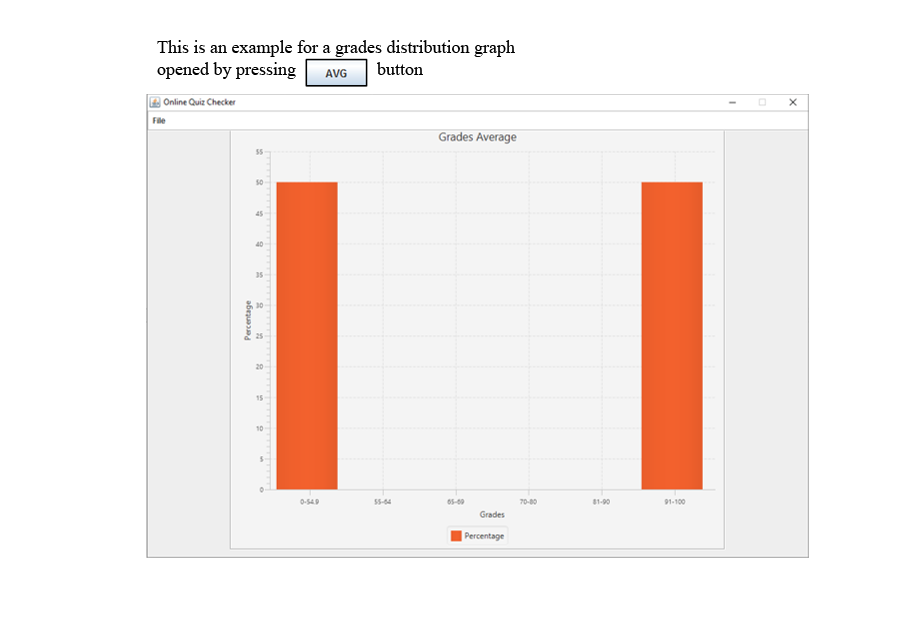 This is an example for a grades distribution graph
opened by pressing AVG button
Online Quiz Checker
File
Grades Average
55
50
45
40
35
30
25
20
15
10
5
0
Percentage
0-54.9 55-64 65-69 70-80 81-90 91-100
Grades
Percentage